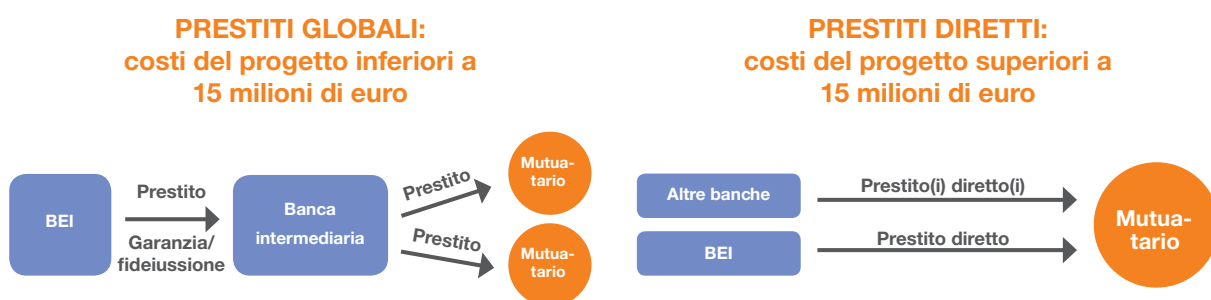 PRESTITI GLOBALI:
costi del progetto inferiori a
15 milioni di euro
BEI
Prestito
Garanzia/
fideiussione
Banca
intermediaria
Prestito
Mutua-
tario
Prestito
Mutua-
tario
PRESTITI DIRETTI:
costi del progetto superiori a
15 milioni di euro
Altre banche
Prestito(i) diretto(i)
BEI
Prestito diretto
Mutua-
tario